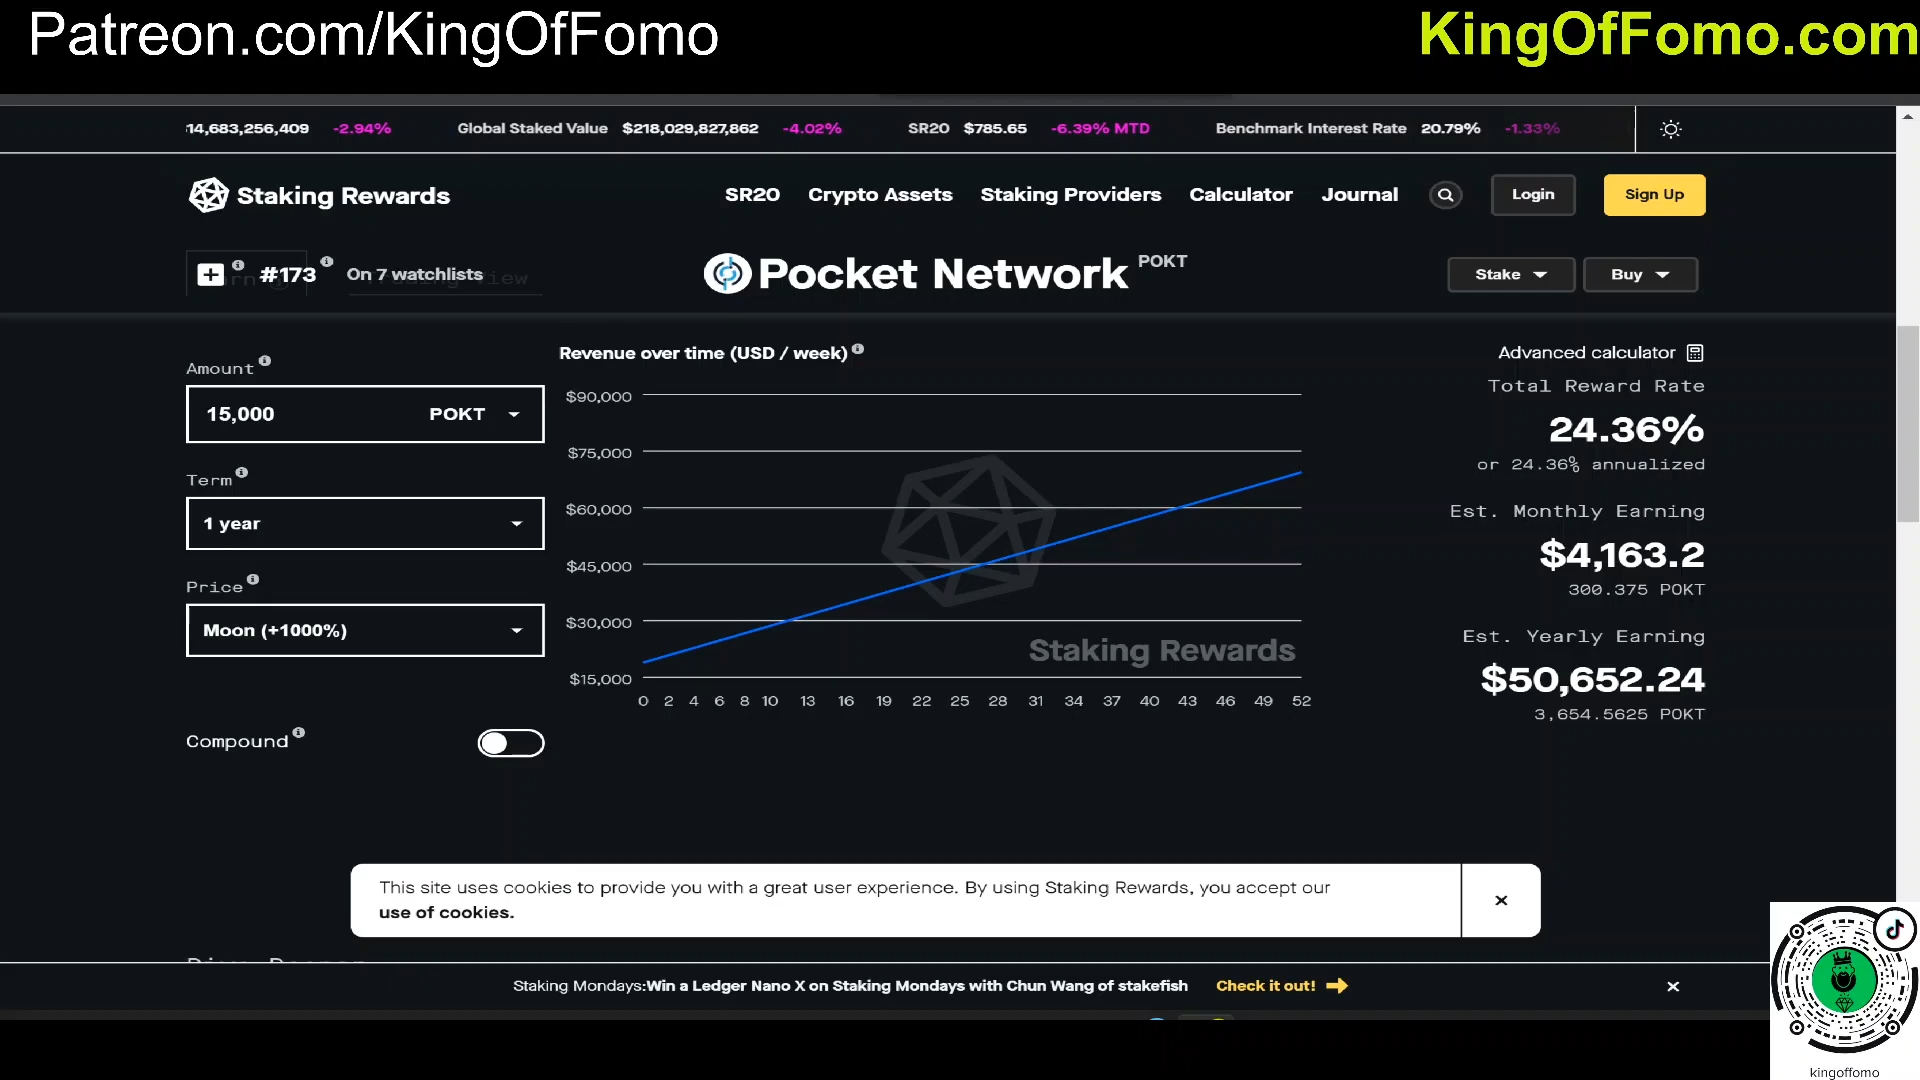 Patreon.com/KingOfFomo
KingOfFomo.com
14,683,256,409 -2.94% Global Staked Value $218,029,827,862 -4.02% SR20 $785.65 -6.39% MTD Benchmark Interest Rate 20.79% -1.33%
Staking Rewards
SR20 Crypto Assets Staking Providers Calculator Journal Login Sign Up
#173 On 7 watchlists
Pocket Network POKT
Stake Buy
Amount
15,000 POKT
Term
1 year
Price
Moon (+1000%)
Compound
Revenue over time (USD / week)
$90,000
$75,000
$60,000
$45,000
$30,000
$15,000
Staking Rewards
0 2 4 6 8 10 13 16 19 22 25 28 31 34 37 40 43 46 49 52
Advanced calculator
Total Reward Rate
24.36%
or 24.36% annualized
Est. Monthly Earning
$4,163.2
300.375 POKT
Est. Yearly Earning
$50,652.24
3,654.5625 POKT
This site uses cookies to provide you with a great user experience. By using Staking Rewards, you accept our
use of cookies.
Staking Mondays:Win a Ledger Nano X on Staking Mondays with Chun Wang of stakefish Check it out!
kingoffomo